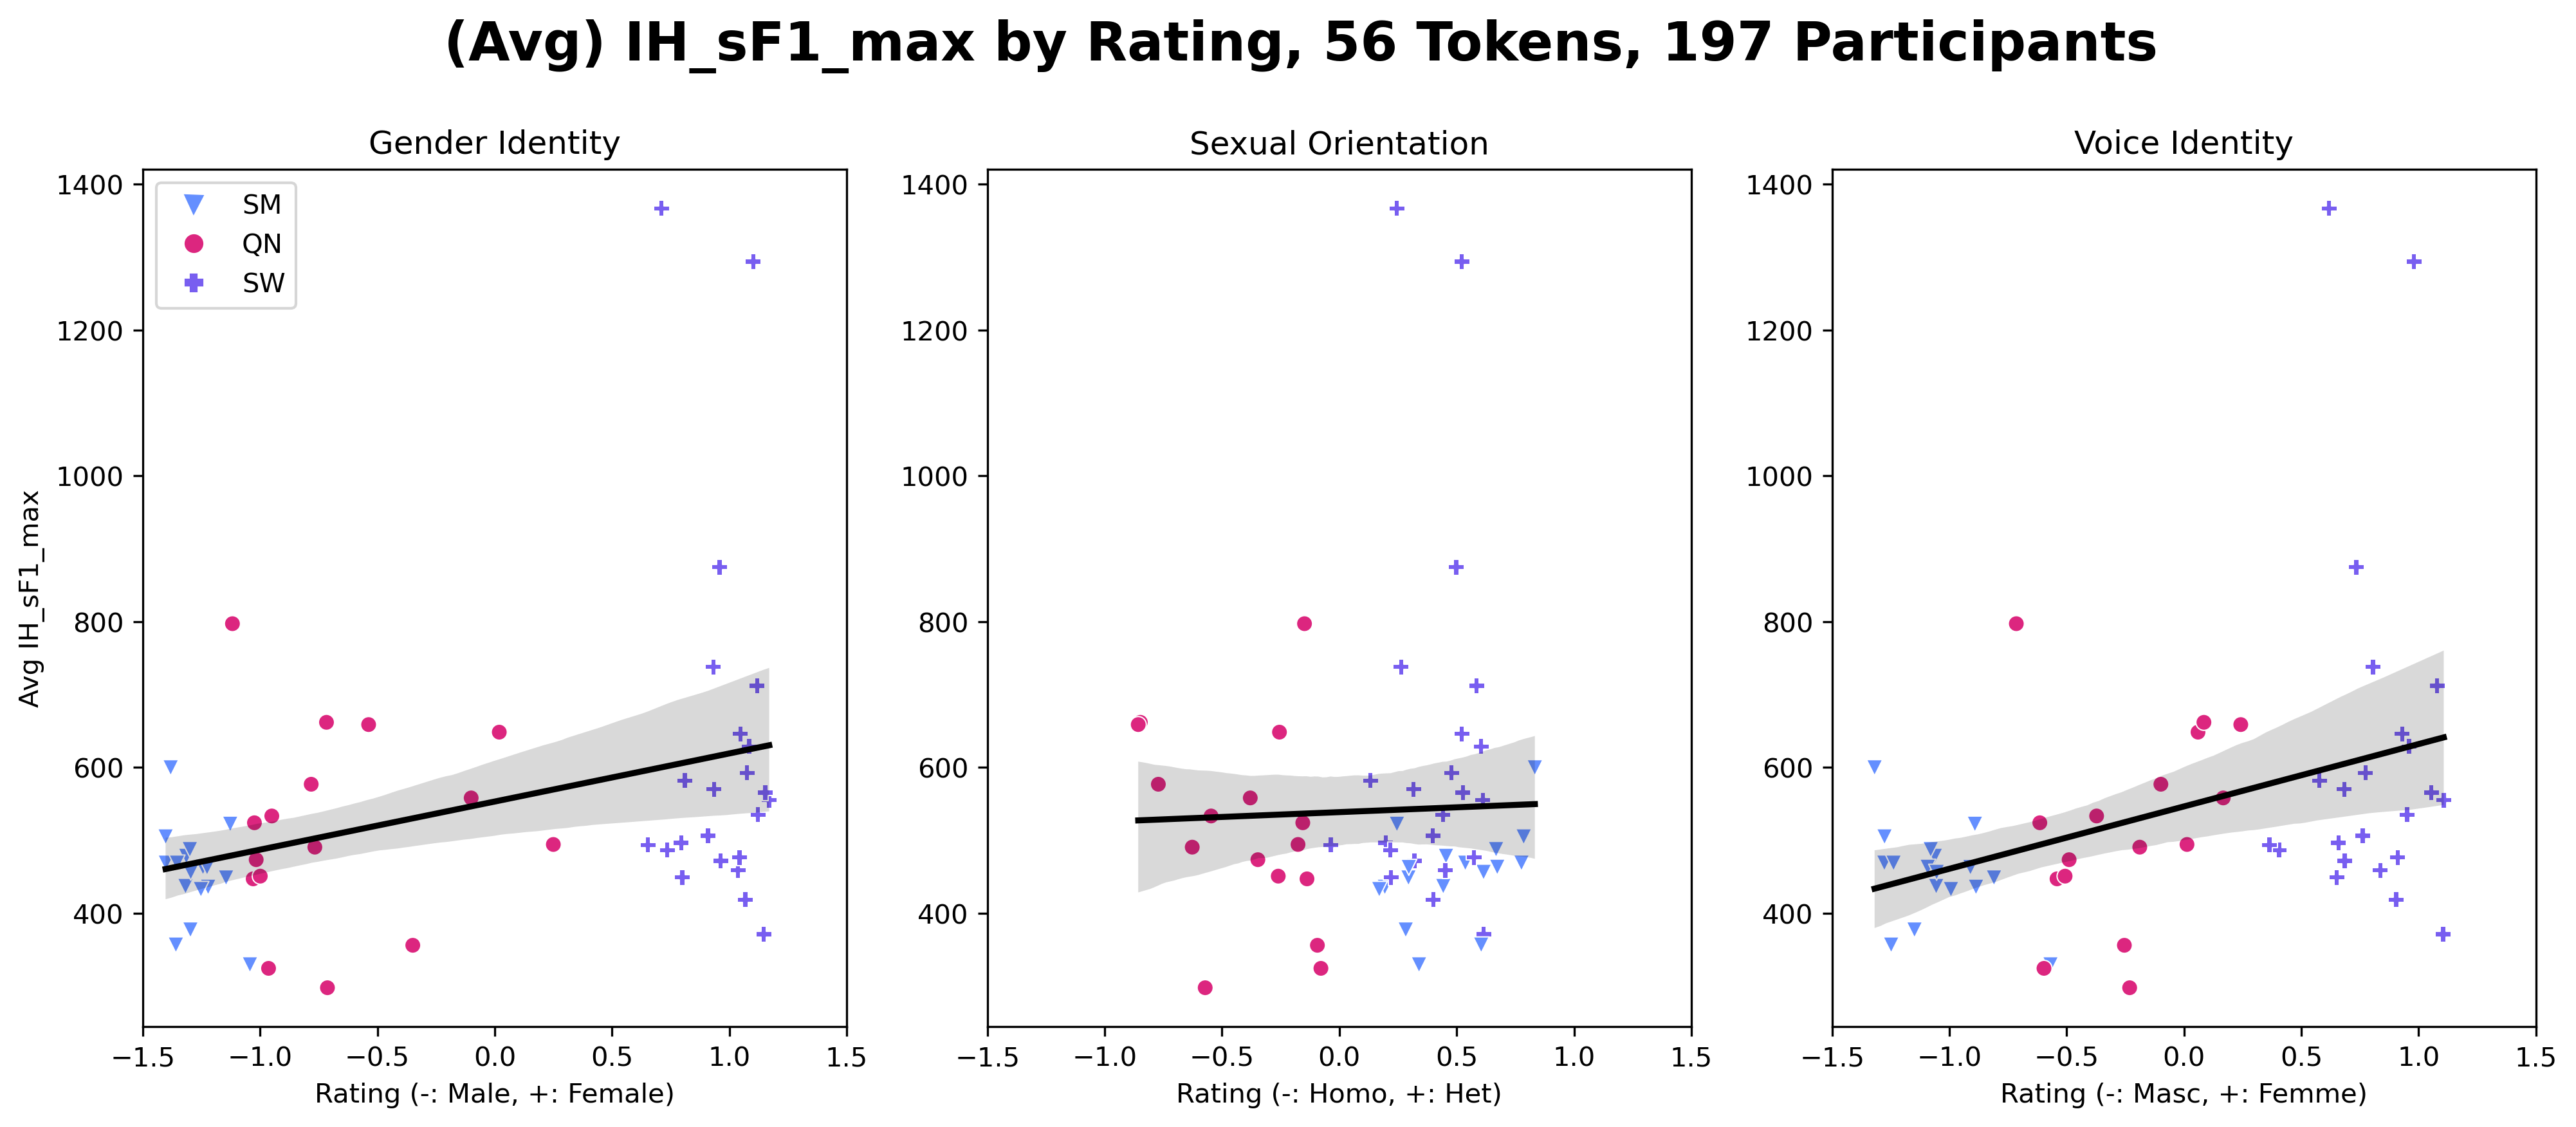 (Avg) IH_sF1_max by Rating, 56 Tokens, 197 Participants
Gender Identity
SM
QN
SW
1400
1200
1000
800
600
400
Avg IH_sF1_max
−1.5 −1.0 −0.5 0.0 0.5 1.0 1.5
Rating (-: Male, +: Female)
Sexual Orientation
1400
1200
1000
800
600
400
−1.5 −1.0 −0.5 0.0 0.5 1.0 1.5
Rating (-: Homo, +: Het)
Voice Identity
1400
1200
1000
800
600
400
−1.5 −1.0 −0.5 0.0 0.5 1.0 1.5
Rating (-: Masc, +: Femme)